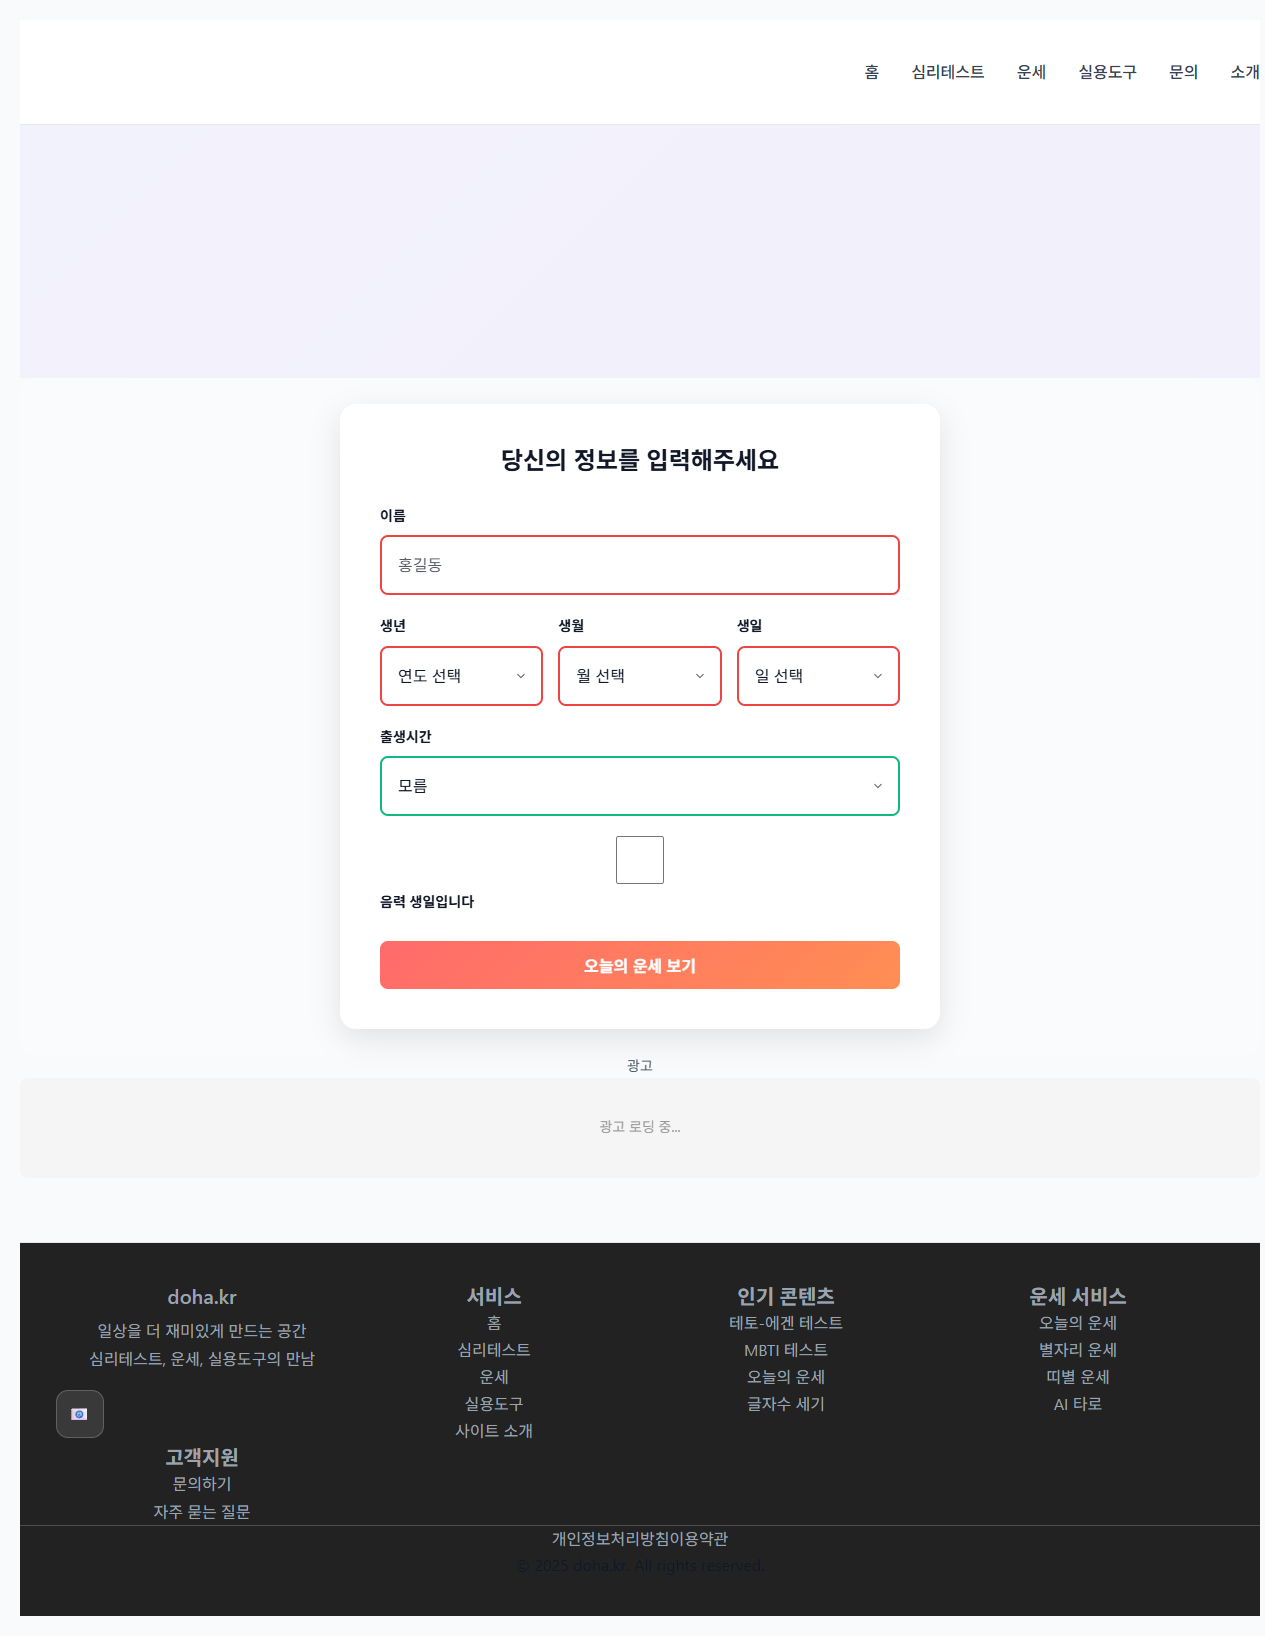 홈 심리테스트 운세 실용도구 문의 소개
당신의 정보를 입력해주세요
이름
홍길동
생년 생월 생일
연도 선택 월 선택 일 선택
출생시간
모름
음력 생일입니다
오늘의 운세 보기
광고
광고 로딩 중...
doha.kr
일상을 더 재미있게 만드는 공간
심리테스트, 운세, 실용도구의 만남
서비스
홈
심리테스트
운세
실용도구
사이트 소개
인기 콘텐츠
테토-에겐 테스트
MBTI 테스트
오늘의 운세
글자수 세기
운세 서비스
오늘의 운세
별자리 운세
띠별 운세
AI 타로
고객지원
문의하기
자주 묻는 질문
개인정보처리방침이용약관
© 2025 doha.kr. All rights reserved.